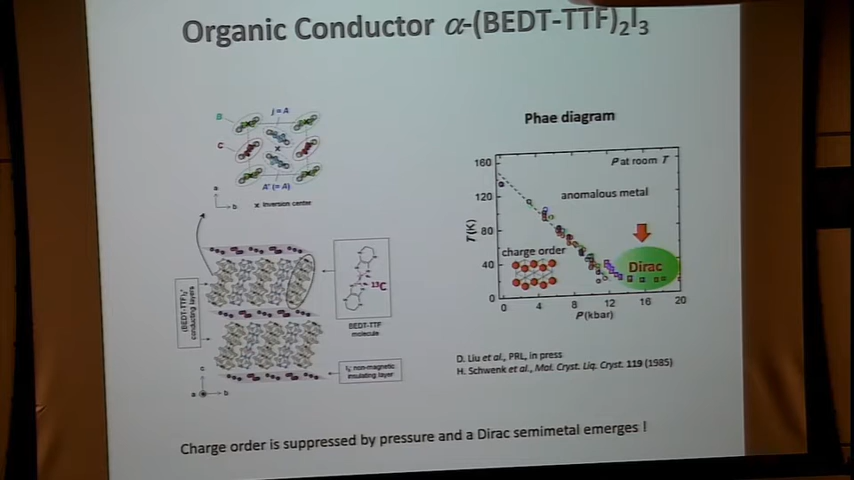 Organic Conductor α-(BEDT-TTF)₂I₃
B
j = A
C
A' (= A)
a
b
× Inversion center
Phae diagram
P at room T
anomalous metal
charge order
Dirac
T (K)
160
120
80
40
0
0 4 8 12 16 20
P (kbar)
(BEDT-TTF)₂⁺
conducting layers
¹³C
BEDT-TTF
molecule
I₃⁻ non-magnetic
insulating layer
c
a
b
D. Liu et al., PRL, in press
H. Schwenk et al., Mol. Cryst. Liq. Cryst. 119 (1985)
Charge order is suppressed by pressure and a Dirac semimetal emerges !